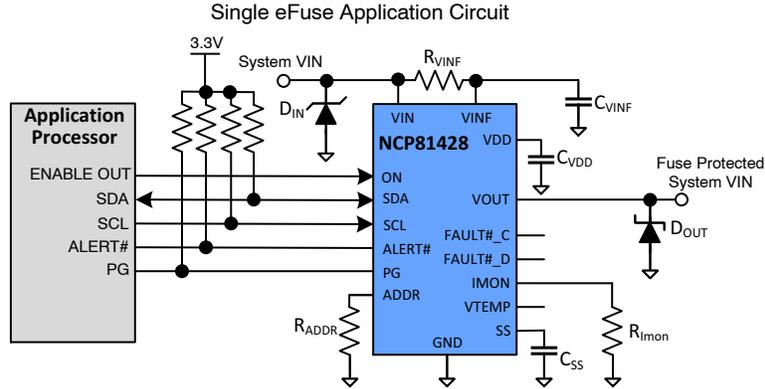 Single eFuse Application Circuit
3.3V
System VIN
RVINF
DIN
CVINF
Application
Processor
VIN
VINF
NCP81428
VDD
CVDD
ENABLE OUT
ON
Fuse Protected
System VIN
SDA
SDA
VOUT
SCL
SCL
DOUT
FAULT#_C
ALERT#
ALERT#
FAULT#_D
PG
PG
IMON
ADDR
VTEMP
RADDR
SS
RImon
GND
CSS